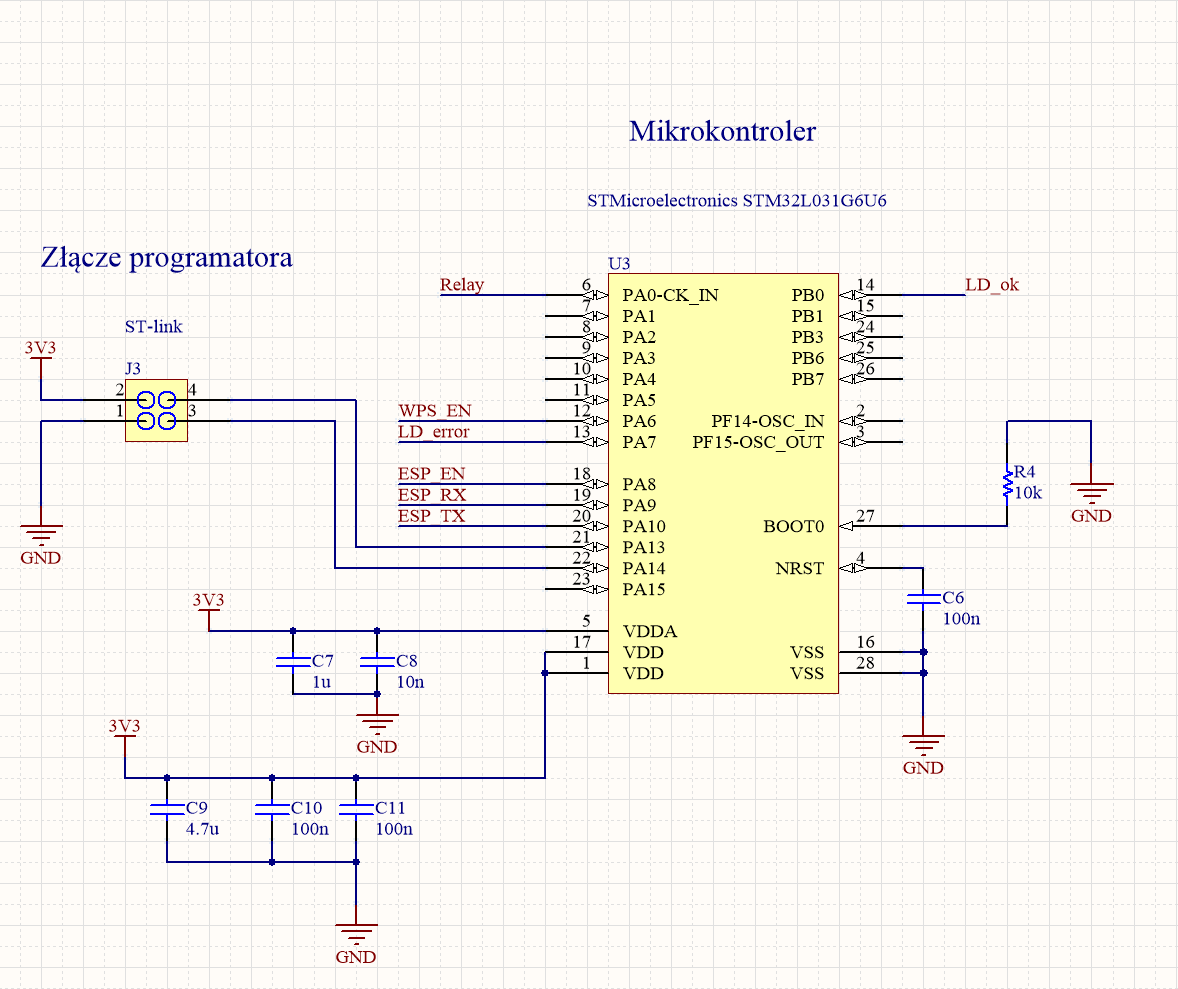 Mikrokontroler
STMicroelectronics STM32L031G6U6
Złącze programatora
ST-link
J3
3V3
2
4
1
3
GND
U3
Relay
6
PA0-CK_IN
7
PA1
8
PA2
9
PA3
10
PA4
11
PA5
WPS_EN
12
PA6
LD_error
13
PA7
ESP_EN
18
PA8
ESP_RX
19
PA9
ESP_TX
20
PA10
21
PA13
22
PA14
23
PA15
5
VDDA
17
VDD
1
VDD
PB0
14
LD_ok
PB1
15
PB3
24
PB6
25
PB7
26
PF14-OSC_IN
2
PF15-OSC_OUT
3
BOOT0
27
NRST
4
VSS
16
VSS
28
R4
10k
GND
C6
100n
GND
3V3
C7
1u
C8
10n
GND
3V3
C9
4.7u
C10
100n
C11
100n
GND